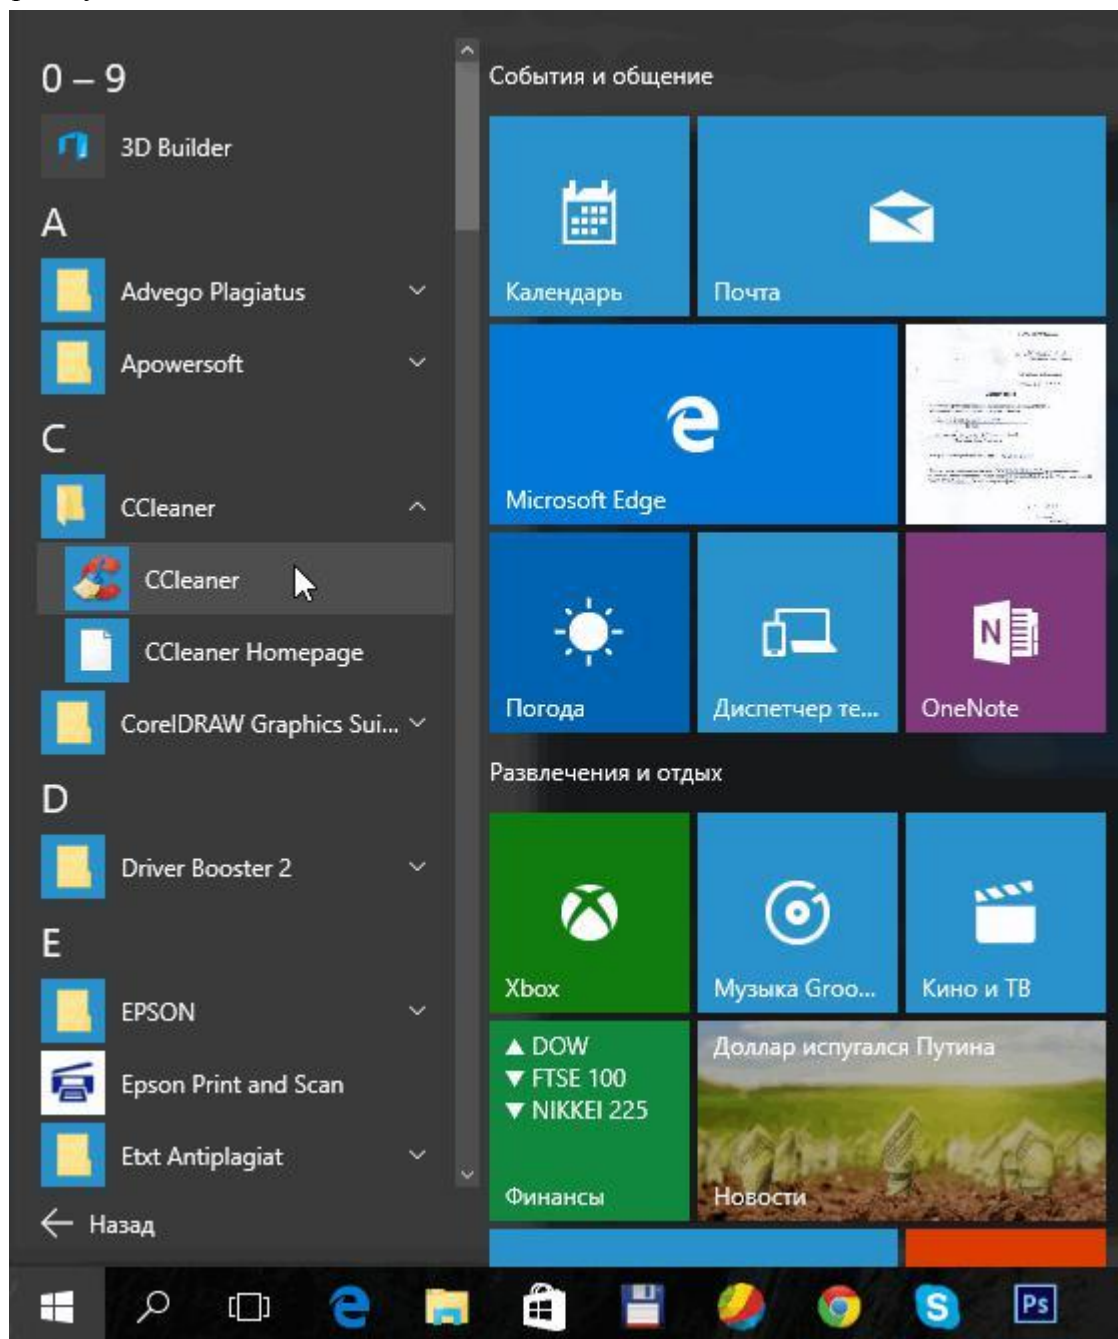 0 – 9
3D Builder
A
Advego Plagiatus
Apowersoft
C
CCleaner
CCleaner
CCleaner Homepage
CorelDRAW Graphics Sui...
D
Driver Booster 2
E
EPSON
Epson Print and Scan
Etxt Antiplagiat
Назад
События и общение
Календарь
Почта
Microsoft Edge
Погода
Диспетчер те...
OneNote
Развлечения и отдых
Xbox
Музыка Groo...
Кино и ТВ
▲ DOW
▼ FTSE 100
▼ NIKKEI 225
Финансы
Доллар испугался Путина
Новости
Ps